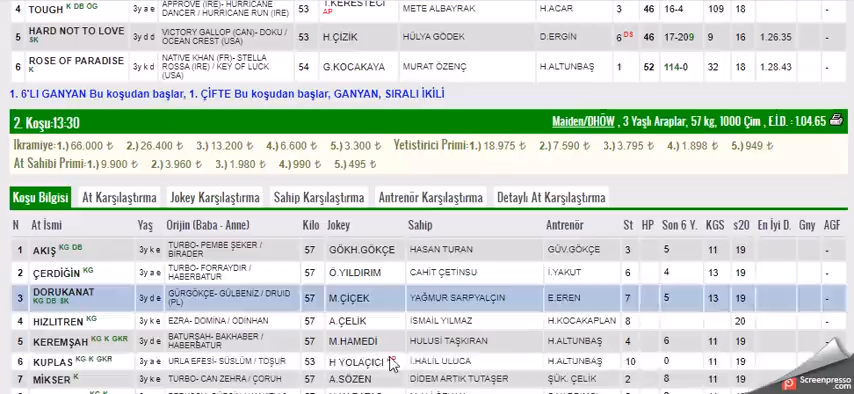 4 TOUGH K DB ÖG 3y a e APPROVE (IRE)- HURRICANE DANCER / HURRICANE RUN (IRE) 53 T.KERESTECİ AP METE ALBAYRAK H.ACAR 3 46 16-4 109 18 -
5 HARD NOT TO LOVE SK 3y d d VICTORY GALLOP (CAN)- DOKU / OCEAN CREST (USA) 53 H.ÇİZİK HÜLYA GÖDEK D.ERGİN 6 DS 46 17-209 9 16 1.26.35 -
6 ROSE OF PARADISE K 3y k d NATIVE KHAN (FR)- STELLA ROSSA (IRE) / KEY OF LUCK (USA) 54 G.KOCAKAYA MURAT ÖZENÇ H.ALTUNBAŞ 1 52 114-0 32 18 1.28.43 -
1. 6'LI GANYAN Bu koşudan başlar, 1. ÇİFTE Bu koşudan başlar, GANYAN, SIRALI İKİLİ
2. Koşu:13:30 Maiden/DHÖW , 3 Yaşlı Araplar, 57 kg, 1000 Çim , E.İ.D. : 1.04.65
İkramiye: 1.) 66.000 ₺ 2.) 26.400 ₺ 3.) 13.200 ₺ 4.) 6.600 ₺ 5.) 3.300 ₺ Yetistirici Primi: 1.) 18.975 ₺ 2.) 7.590 ₺ 3.) 3.795 ₺ 4.) 1.898 ₺ 5.) 949 ₺
At Sahibi Primi: 1.) 9.900 ₺ 2.) 3.960 ₺ 3.) 1.980 ₺ 4.) 990 ₺ 5.) 495 ₺
Koşu Bilgisi At Karşılaştırma Jokey Karşılaştırma Sahip Karşılaştırma Antrenör Karşılaştırma Detaylı At Karşılaştırma
N At İsmi Yaş Orijin (Baba - Anne) Kilo Jokey Sahip Antrenör St HP Son 6 Y. KGS s20 En İyi D. Gny AGF
1 AKIŞ KG DB 3y k e TURBO- PEMBE ŞEKER / BİRADER 57 GÖKH.GÖKÇE HASAN TURAN GÜV.GÖKÇE 3 5 11 19 -
2 ÇERDİĞİN KG 3y a e TURBO- FORRAYDIR / HABERBATUR 57 Ö.YILDIRIM CAHİT ÇETİNSU İ.YAKUT 6 4 13 19 -
3 DORUKANAT KG DB SK 3y d e GÜRGÖKÇE- GÜLBENİZ / DRUID (PL) 57 M.ÇİÇEK YAĞMUR SARPYALÇIN E.EREN 7 5 13 19 -
4 HIZLITREN KG 3y k e EZRA- DOMİNA / ODINHAN 57 A.ÇELİK İSMAİL YILMAZ H.KOCAKAPLAN 8 20 -
5 KEREMŞAH KG K GKR 3y d e BATURŞAH- BAKHABER / HABERBATUR 57 M.HAMEDİ HULUSİ TAŞKIRAN H.ALTUNBAŞ 4 6 11 19 -
6 KUPLAS KG K GKR 3y a e URLA EFESİ- SÜSLÜM / TOŞUR 53 H YOLAÇICI İ.HALİL ULUCA H.ALTUNBAŞ 10 0 11 19
7 MİKSER K 3y k e TURBO- CAN ZEHRA / ÇORUH 57 A.SÖZEN DİDEM ARTIK TUTAŞER ŞÜK. ÇELİK 2 8 11 19
Screenpresso
.com